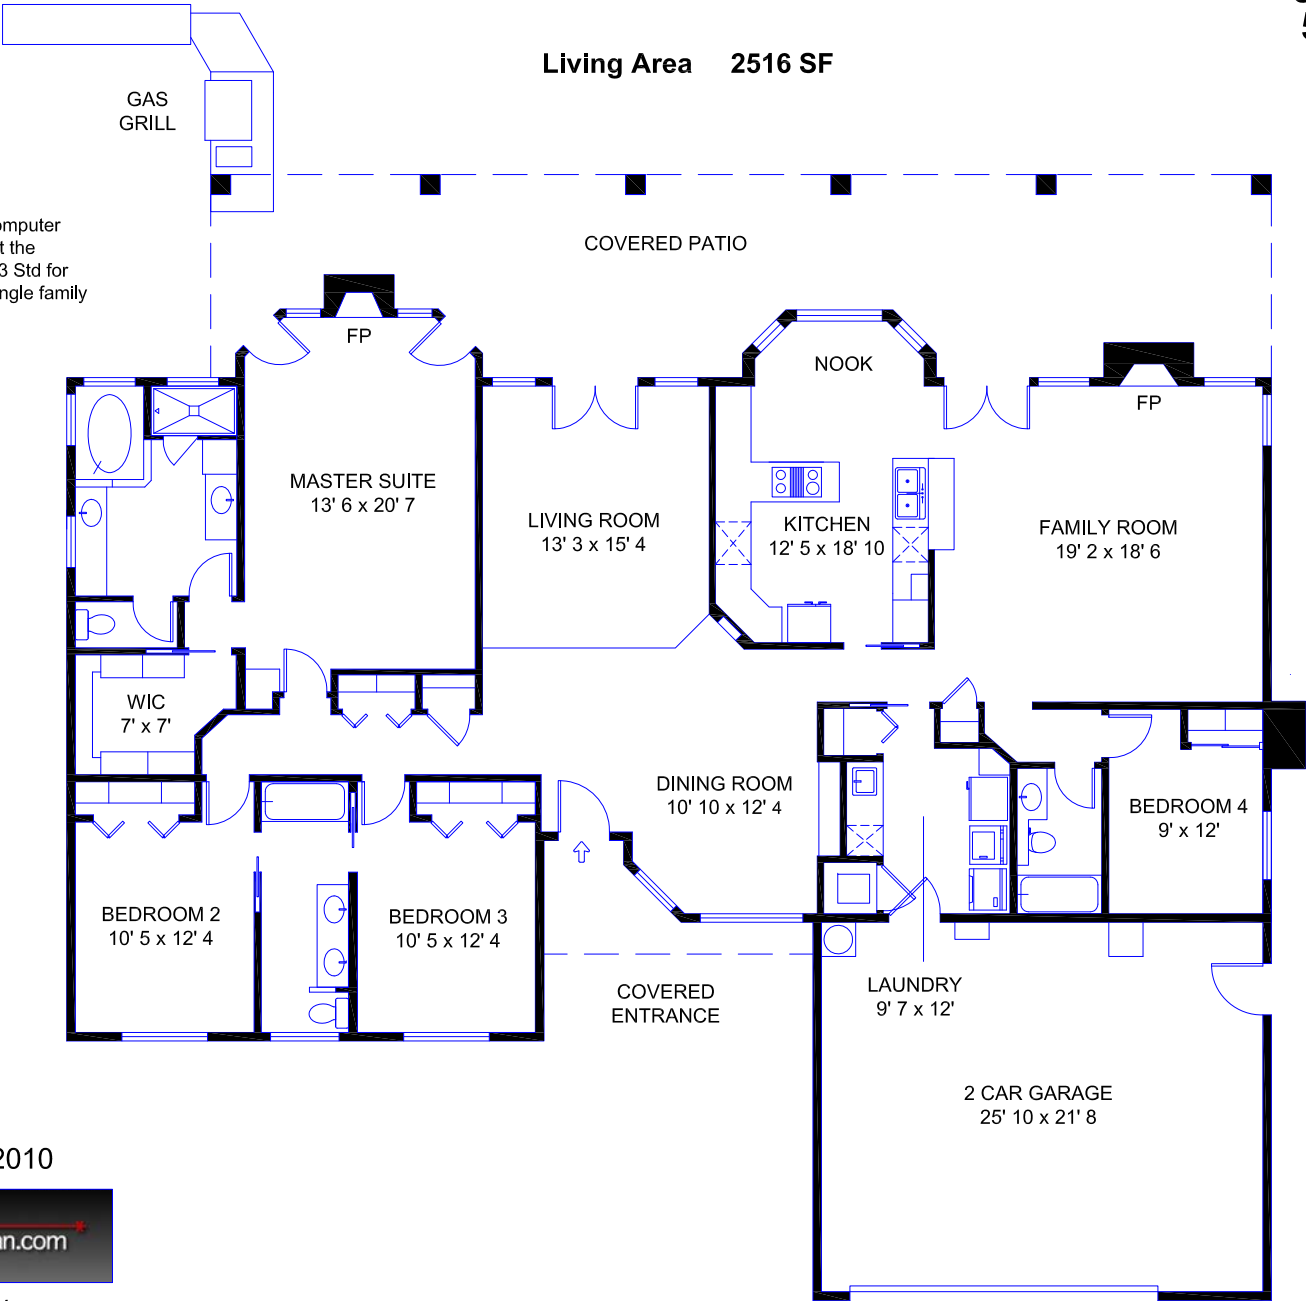 Living Area 2516 SF
5
GAS
GRILL
omputer
t the
3 Std for
ngle family
COVERED PATIO
FP
NOOK
FP
MASTER SUITE
13' 6 x 20' 7
LIVING ROOM
13' 3 x 15' 4
KITCHEN
12' 5 x 18' 10
FAMILY ROOM
19' 2 x 18' 6
WIC
7' x 7'
DINING ROOM
10' 10 x 12' 4
BEDROOM 4
9' x 12'
BEDROOM 2
10' 5 x 12' 4
BEDROOM 3
10' 5 x 12' 4
COVERED
ENTRANCE
LAUNDRY
9' 7 x 12'
2 CAR GARAGE
25' 10 x 21' 8
2010
an.com